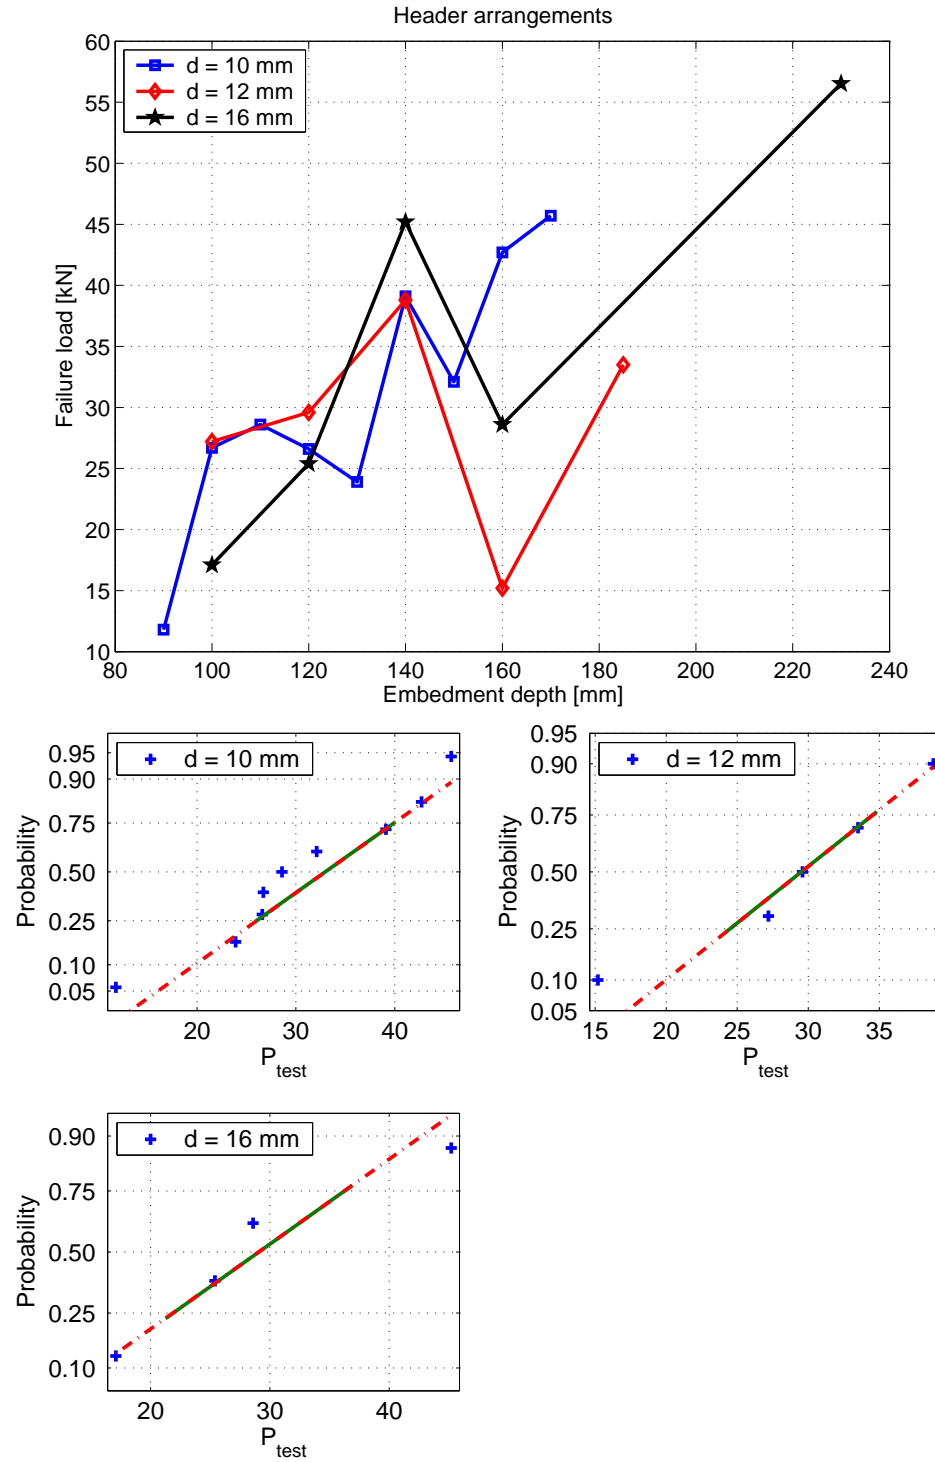 Header arrangements
60
55
50
45
40
35
30
25
20
15
10
Failure load [kN]
d = 10 mm
d = 12 mm
d = 16 mm
80 100 120 140 160 180 200 220 240
Embedment depth [mm]
0.95
0.90
0.75
0.50
0.25
0.10
0.05
Probability
d = 10 mm
20 30 40
P_test
0.95
0.90
0.75
0.50
0.25
0.10
0.05
Probability
d = 12 mm
15 20 25 30 35
P_test
0.90
0.75
0.50
0.25
0.10
Probability
d = 16 mm
20 30 40
P_test